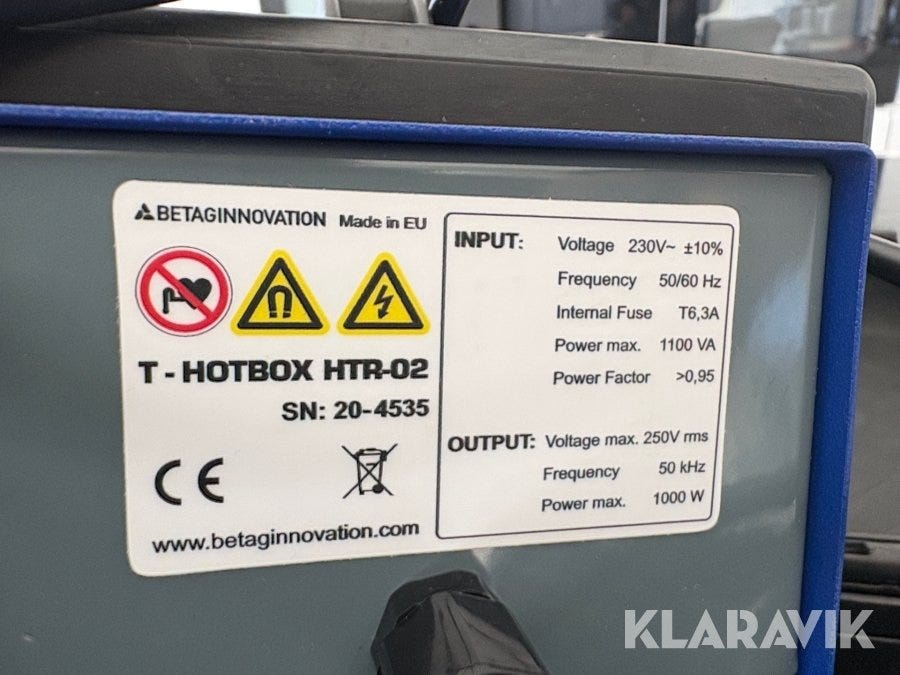 BETAGINNOVATION Made in EU
T - HOTBOX HTR-02
SN: 20-4535
CE
www.betaginnovation.com
INPUT: Voltage 230V~ ±10%
Frequency 50/60 Hz
Internal Fuse T6,3A
Power max. 1100 VA
Power Factor >0,95
OUTPUT: Voltage max. 250V rms
Frequency 50 kHz
Power max. 1000 W
KLARAVIK